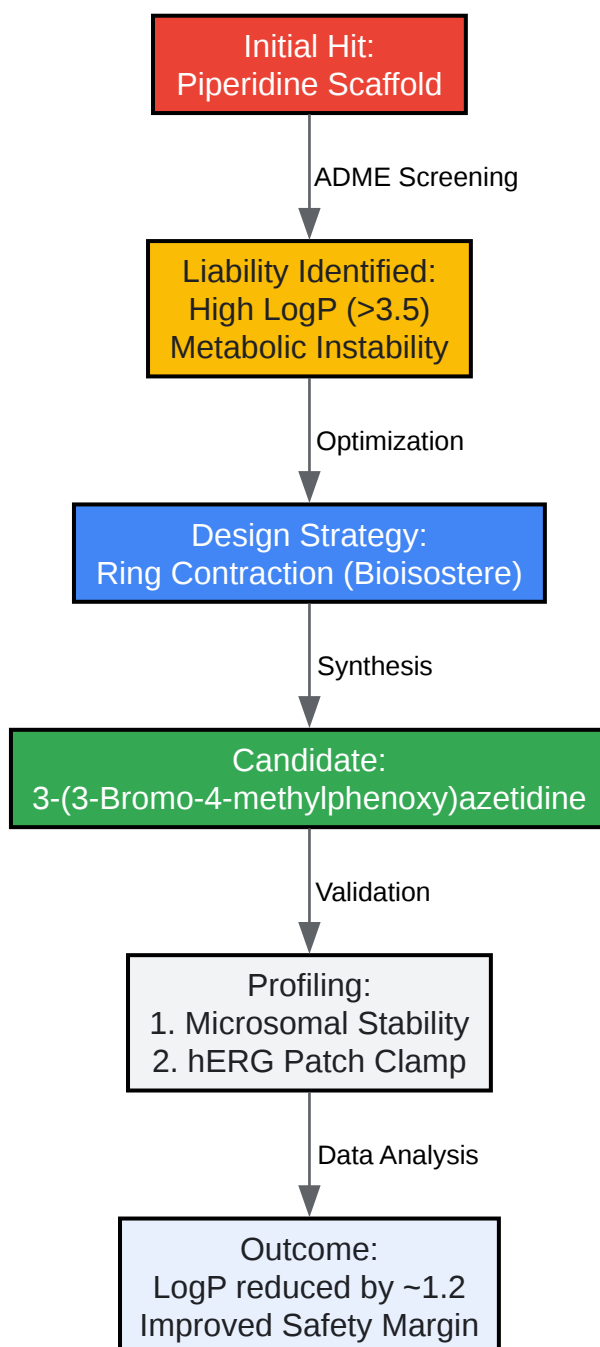 Initial Hit:
Piperidine Scaffold
ADME Screening
Liability Identified:
High LogP (>3.5)
Metabolic Instability
Optimization
Design Strategy:
Ring Contraction (Bioisostere)
Synthesis
Candidate:
3-(3-Bromo-4-methylphenoxy)azetidine
Validation
Profiling:
1. Microsomal Stability
2. hERG Patch Clamp
Data Analysis
Outcome:
LogP reduced by ~1.2
Improved Safety Margin